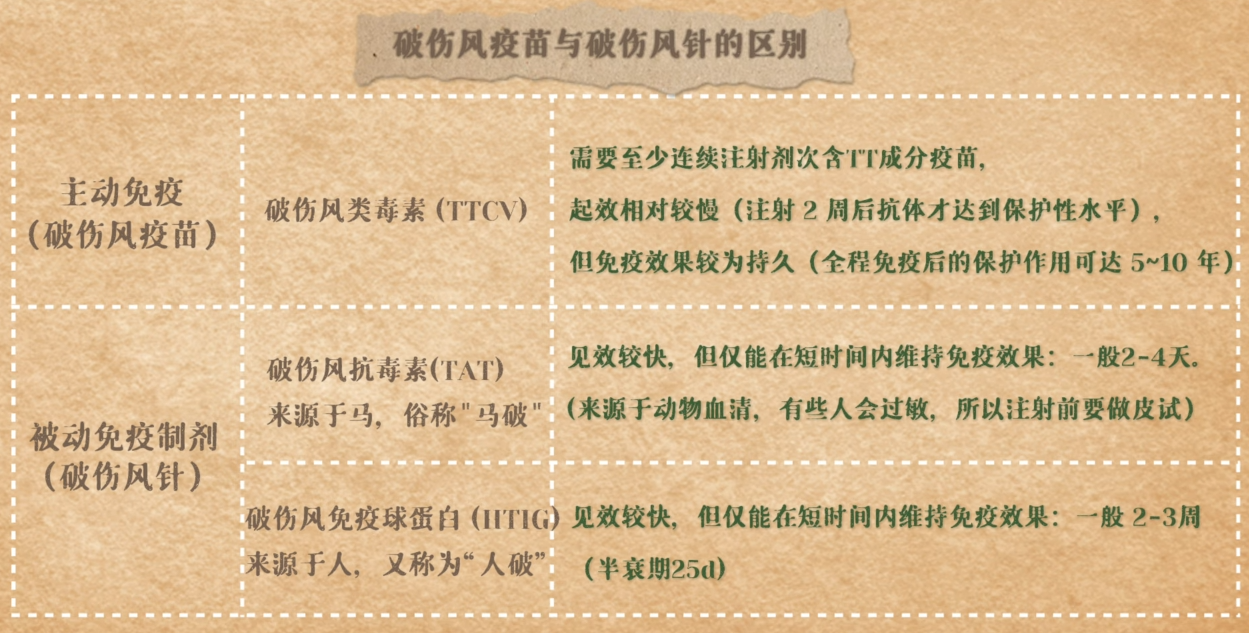 破伤风疫苗与破伤风针的区别
主动免疫
（破伤风疫苗）
破伤风类毒素 (TTCV)
需要至少连续注射剂次含TT成分疫苗，
起效相对较慢（注射 2 周后抗体才达到保护性水平），
但免疫效果较为持久（全程免疫后的保护作用可达 5~10 年）
被动免疫制剂
（破伤风针）
破伤风抗毒素(TAT)
来源于马，俗称"马破"
见效较快，但仅能在短时间内维持免疫效果：一般2-4天。
（来源于动物血清，有些人会过敏，所以注射前要做皮试）
破伤风免疫球蛋白 (HTIG)
来源于人，又称为“人破”
见效较快，但仅能在短时间内维持免疫效果：一般 2-3周
（半衰期25d）